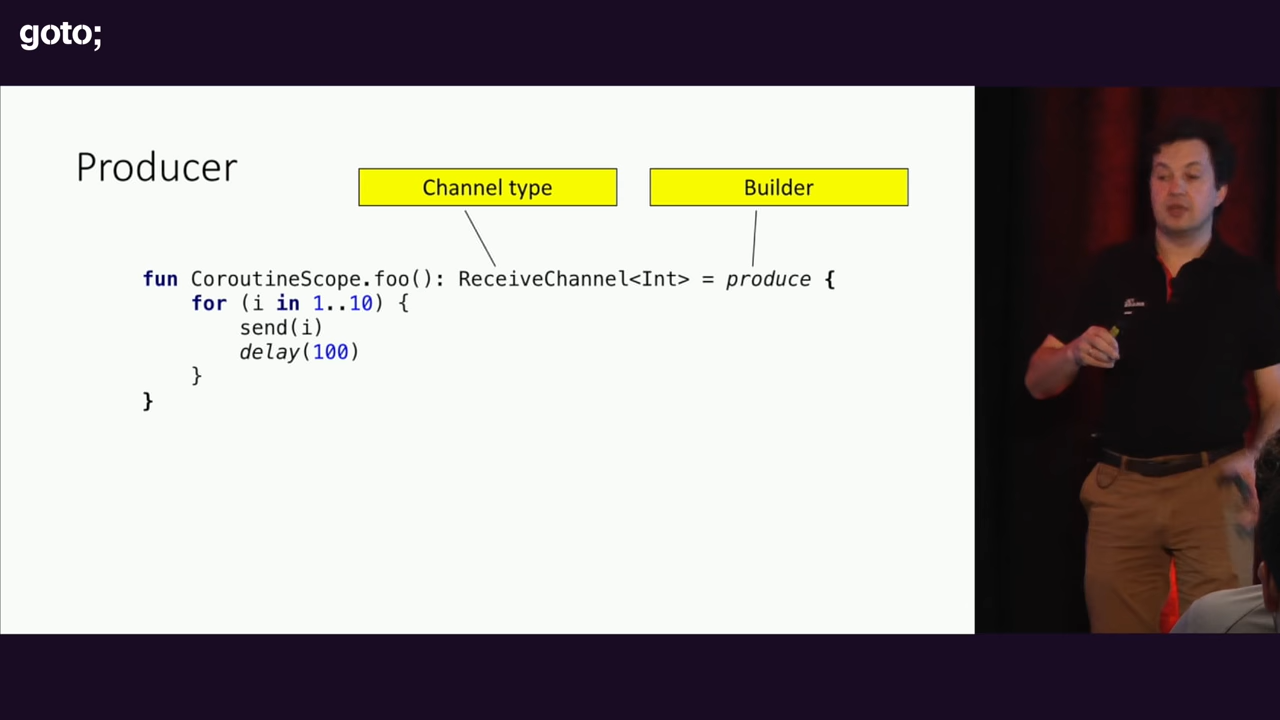 goto;
Producer
Channel type
Builder
fun CoroutineScope.foo(): ReceiveChannel<Int> = produce {
    for (i in 1..10) {
        send(i)
        delay(100)
    }
}